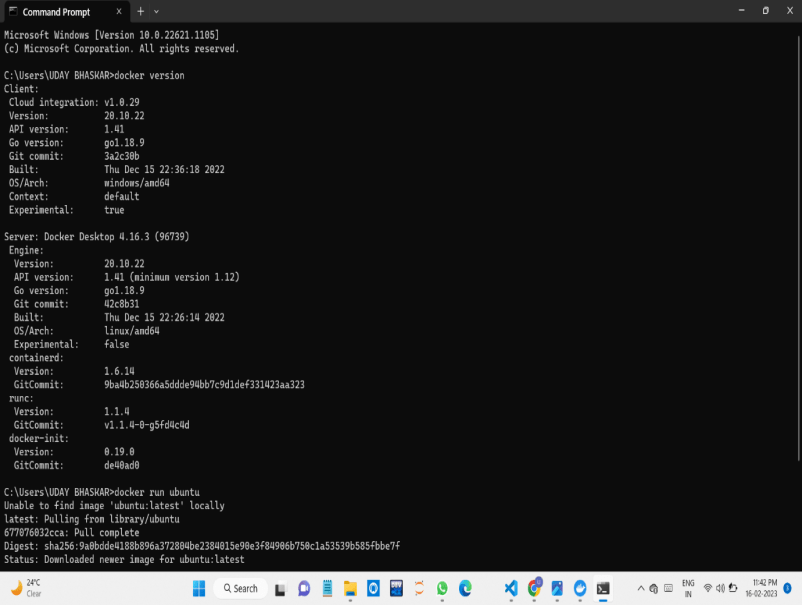 Command Prompt
Microsoft Windows [Version 10.0.22621.1105]
(c) Microsoft Corporation. All rights reserved.
C:\Users\UDAY BHASKAR>docker version
Client:
Cloud integration: v1.0.29
Version: 20.10.22
API version: 1.41
Go version: go1.18.9
Git commit: 3a2c30b
Built: Thu Dec 15 22:36:18 2022
OS/Arch: windows/amd64
Context: default
Experimental: true
Server: Docker Desktop 4.16.3 (96739)
Engine:
Version: 20.10.22
API version: 1.41 (minimum version 1.12)
Go version: go1.18.9
Git commit: 42c8b31
Built: Thu Dec 15 22:26:14 2022
OS/Arch: linux/amd64
Experimental: false
containerd:
Version: 1.6.14
GitCommit: 9ba4b250366a5ddde94bb7c9d1def331423aa323
runc:
Version: 1.1.4
GitCommit: v1.1.4-0-g5fd4c4d
docker-init:
Version: 0.19.0
GitCommit: de40ad0
C:\Users\UDAY BHASKAR>docker run ubuntu
Unable to find image 'ubuntu:latest' locally
latest: Pulling from library/ubuntu
677076032cca: Pull complete
Digest: sha256:9a0bdde4188b896a372804be2384015e90e3f84906b750c1a53539b585fbbe7f
Status: Downloaded newer image for ubuntu:latest
24°C
Clear
Search
ENG
IN
11:42 PM
16-02-2023